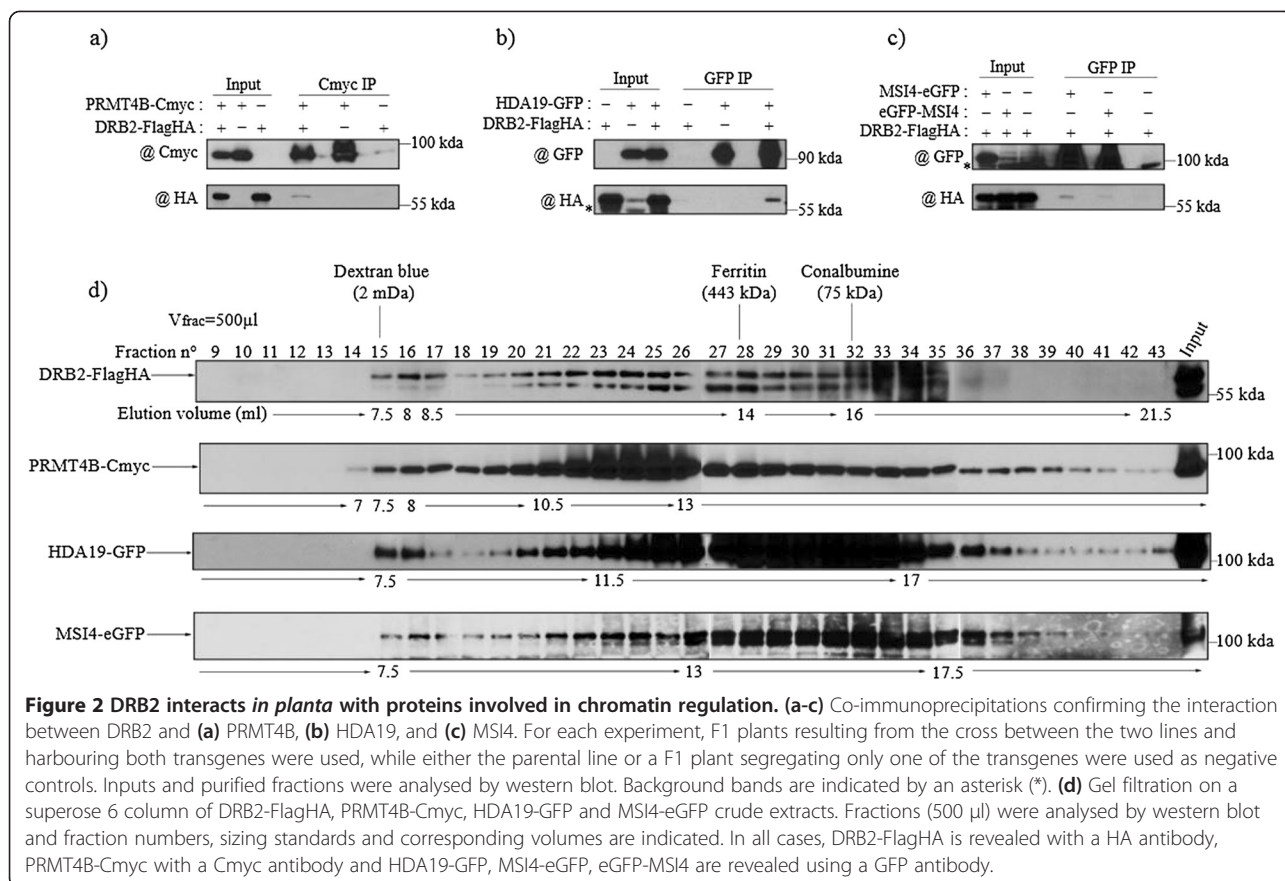 a)
Input Cmyc IP
PRMT4B-Cmyc : + + − + + −
DRB2-FlagHA : + − + + − +
@ Cmyc 100 kda
@ HA 55 kda
b)
Input GFP IP
HDA19-GFP : − + + − + +
DRB2-FlagHA : + − + + − +
@ GFP 90 kda
@ HA * 55 kda
c)
Input GFP IP
MSI4-eGFP : + − − + − −
eGFP-MSI4 : − + − − + −
DRB2-FlagHA : + + + + + +
@ GFP * 100 kda
@ HA 55 kda
d)
Dextran blue Ferritin Conalbumine
(2 mDa) (443 kDa) (75 kDa)
Vfrac=500µl
Fraction n° 9 10 11 12 13 14 15 16 17 18 19 20 21 22 23 24 25 26 27 28 29 30 31 32 33 34 35 36 37 38 39 40 41 42 43 Input
DRB2-FlagHA 55 kda
Elution volume (ml) 7.5 8 8.5 14 16 21.5
PRMT4B-Cmyc 100 kda
7 7.5 8 10.5 13
HDA19-GFP 100 kda
7.5 11.5 17
MSI4-eGFP 100 kda
7.5 13 17.5
Figure 2 DRB2 interacts in planta with proteins involved in chromatin regulation. (a-c) Co-immunoprecipitations confirming the interaction
between DRB2 and (a) PRMT4B, (b) HDA19, and (c) MSI4. For each experiment, F1 plants resulting from the cross between the two lines and
harbouring both transgenes were used, while either the parental line or a F1 plant segregating only one of the transgenes were used as negative
controls. Inputs and purified fractions were analysed by western blot. Background bands are indicated by an asterisk (*). (d) Gel filtration on a
superose 6 column of DRB2-FlagHA, PRMT4B-Cmyc, HDA19-GFP and MSI4-eGFP crude extracts. Fractions (500 µl) were analysed by western blot
and fraction numbers, sizing standards and corresponding volumes are indicated. In all cases, DRB2-FlagHA is revealed with a HA antibody,
PRMT4B-Cmyc with a Cmyc antibody and HDA19-GFP, MSI4-eGFP, eGFP-MSI4 are revealed using a GFP antibody.